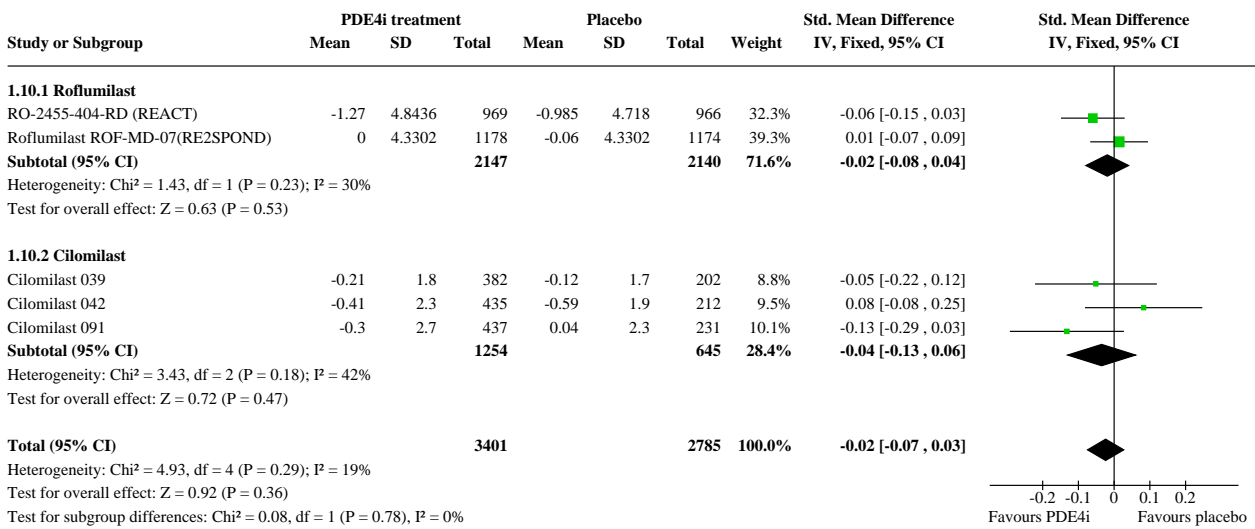 PDE4i treatment Placebo Std. Mean Difference Std. Mean Difference
Study or Subgroup Mean SD Total Mean SD Total Weight IV, Fixed, 95% CI IV, Fixed, 95% CI
1.10.1 Roflumilast
RO-2455-404-RD (REACT) -1.27 4.8436 969 -0.985 4.718 966 32.3% -0.06 [-0.15 , 0.03]
Roflumilast ROF-MD-07(RE2SPOND) 0 4.3302 1178 -0.06 4.3302 1174 39.3% 0.01 [-0.07 , 0.09]
Subtotal (95% CI) 2147 2140 71.6% -0.02 [-0.08 , 0.04]
Heterogeneity: Chi² = 1.43, df = 1 (P = 0.23); I² = 30%
Test for overall effect: Z = 0.63 (P = 0.53)
1.10.2 Cilomilast
Cilomilast 039 -0.21 1.8 382 -0.12 1.7 202 8.8% -0.05 [-0.22 , 0.12]
Cilomilast 042 -0.41 2.3 435 -0.59 1.9 212 9.5% 0.08 [-0.08 , 0.25]
Cilomilast 091 -0.3 2.7 437 0.04 2.3 231 10.1% -0.13 [-0.29 , 0.03]
Subtotal (95% CI) 1254 645 28.4% -0.04 [-0.13 , 0.06]
Heterogeneity: Chi² = 3.43, df = 2 (P = 0.18); I² = 42%
Test for overall effect: Z = 0.72 (P = 0.47)
Total (95% CI) 3401 2785 100.0% -0.02 [-0.07 , 0.03]
Heterogeneity: Chi² = 4.93, df = 4 (P = 0.29); I² = 19%
Test for overall effect: Z = 0.92 (P = 0.36)
-0.2 -0.1 0 0.1 0.2
Test for subgroup differences: Chi² = 0.08, df = 1 (P = 0.78), I² = 0%
Favours PDE4i Favours placebo